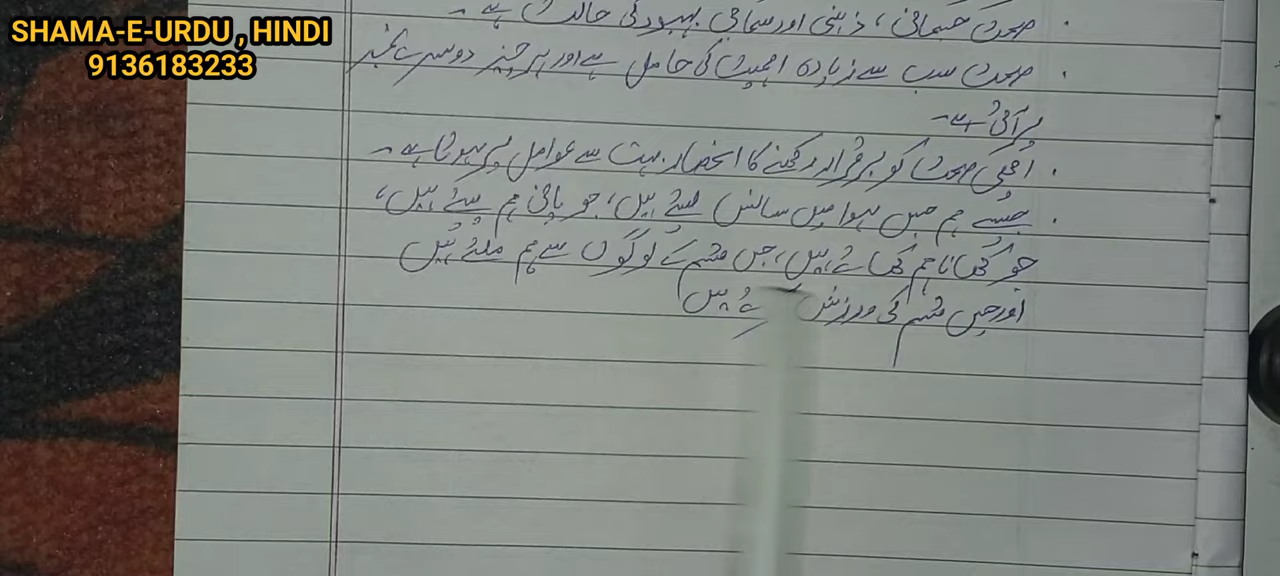 SHAMA-E-URDU , HINDI
9136183233
۔ صحت جسمانی، ذہنی اور سماجی بہبود کی حالت ہے۔
۔ صحت سب سے زیادہ اہمیت کی حامل ہے اور ہر چیز دوسرے نمبر
پر آتی ہے۔
۔ اچھی صحت کو برقرار رکھنے کا انحصار بہت سے عوامل پر ہوتا ہے۔
۔ جیسے ہم جس ہوا میں سانس لیتے ہیں، جو پانی ہم پیتے ہیں،
جو کھانا ہم کھاتے ہیں، جس قسم کے لوگوں سے ہم ملتے ہیں
اور جس قسم کی ورزش کرتے ہیں